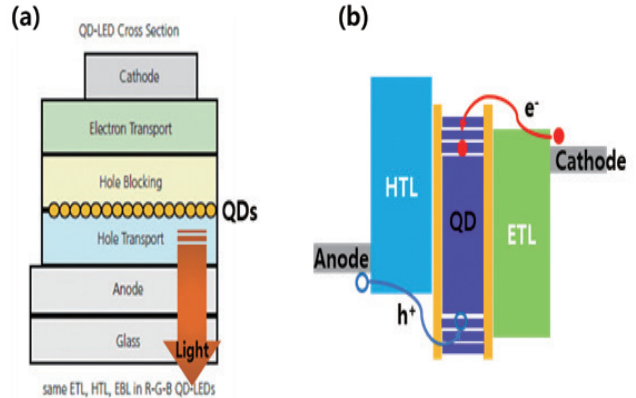 (a)
QD-LED Cross Section
Cathode
Electron Transport
Hole Blocking
QDs
Hole Transport
Anode
Glass
Light
same ETL, HTL, EBL in R-G-B QD-LEDs
(b)
e-
Cathode
HTL
QD
ETL
Anode
h+